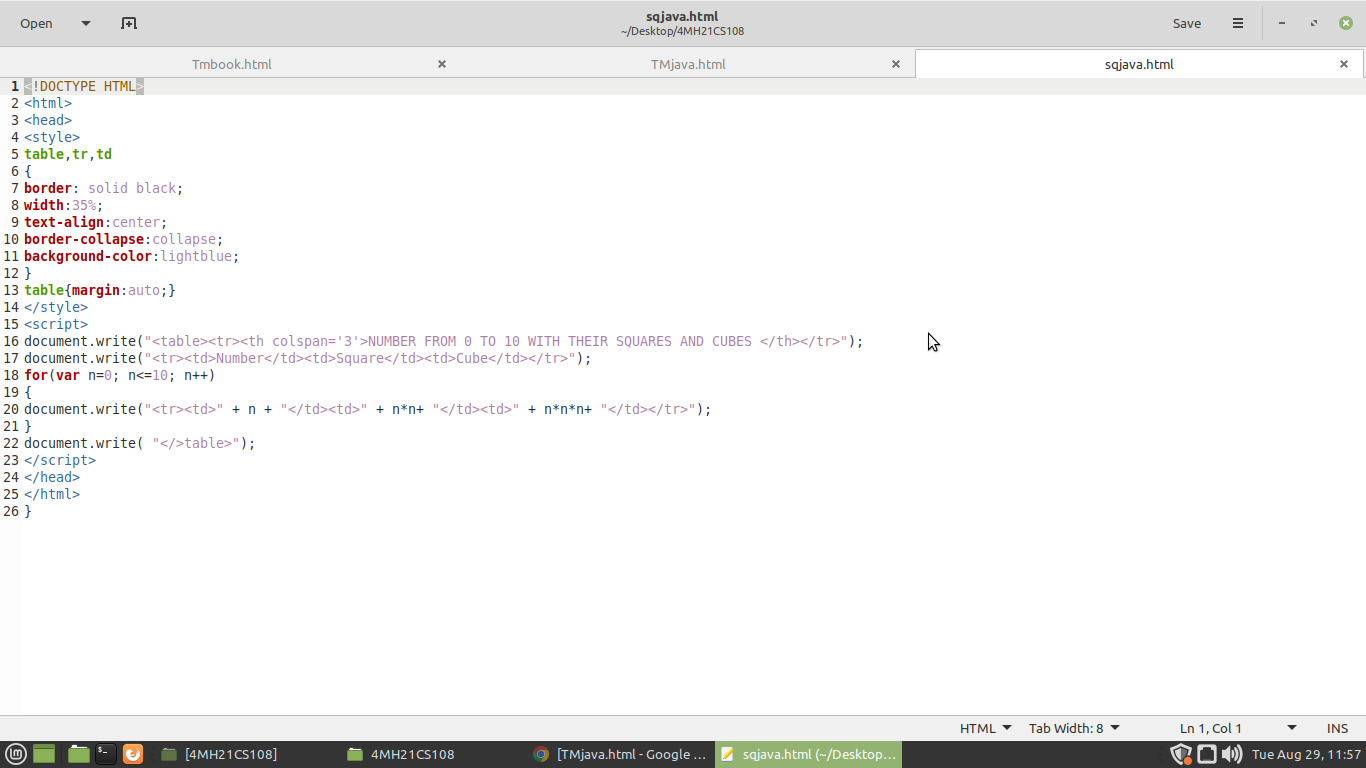 Open
sqjava.html
~/Desktop/4MH21CS108
Save
Tmbook.html
TMjava.html
sqjava.html
1 <!DOCTYPE HTML>
2 <html>
3 <head>
4 <style>
5 table,tr,td
6 {
7 border: solid black;
8 width:35%;
9 text-align:center;
10 border-collapse:collapse;
11 background-color:lightblue;
12 }
13 table{margin:auto;}
14 </style>
15 <script>
16 document.write("<table><tr><th colspan='3'>NUMBER FROM 0 TO 10 WITH THEIR SQUARES AND CUBES </th></tr>");
17 document.write("<tr><td>Number</td><td>Square</td><td>Cube</td></tr>");
18 for(var n=0; n<=10; n++)
19 {
20 document.write("<tr><td>" + n + "</td><td>" + n*n+ "</td><td>" + n*n*n+ "</td></tr>");
21 }
22 document.write( "</>table>");
23 </script>
24 </head>
25 </html>
26 }
HTML
Tab Width: 8
Ln 1, Col 1
INS
[4MH21CS108]
4MH21CS108
[TMjava.html - Google ...
sqjava.html (~/Desktop...
Tue Aug 29, 11:57